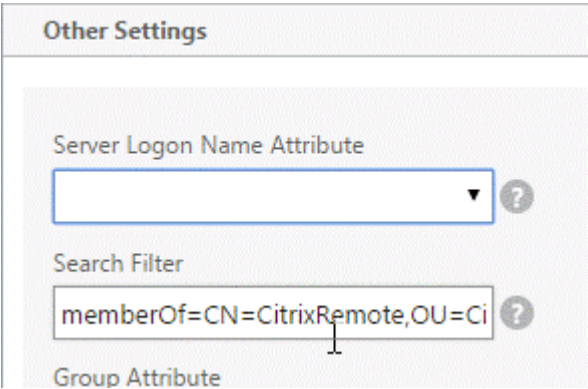 Other Settings
Server Logon Name Attribute
?
Search Filter
memberOf=CN=CitrixRemote,OU=Ci
?
Group Attribute